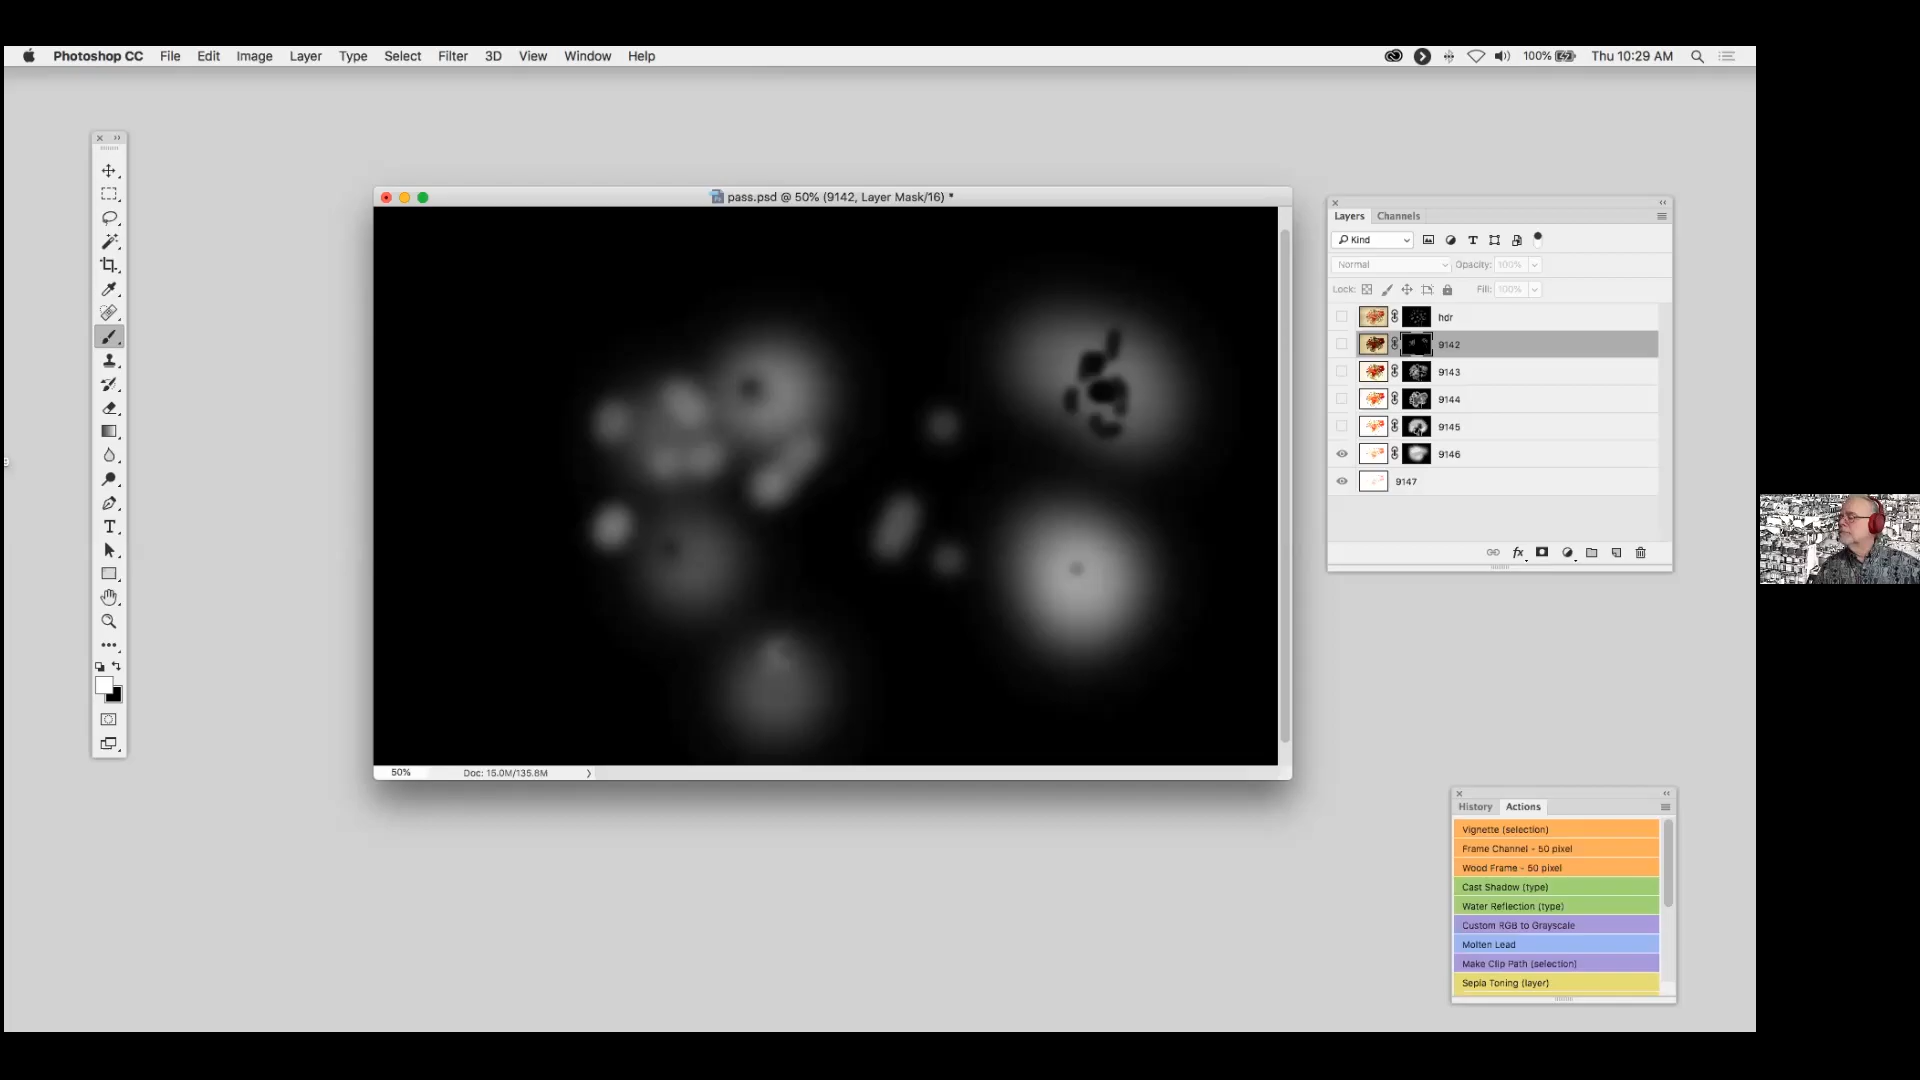 Photoshop CC File Edit Image Layer Type Select Filter 3D View Window Help 100% Thu 10:29 AM
pass.psd @ 50% (9142, Layer Mask/16) *
Layers Channels
Kind
Normal Opacity: 100%
Lock: Fill: 100%
hdr
9142
9143
9144
9145
9146
9147
fx
50% Doc: 15.0M/135.8M
History Actions
Vignette (selection)
Frame Channel - 50 pixel
Wood Frame - 50 pixel
Cast Shadow (type)
Water Reflection (type)
Custom RGB to Grayscale
Molten Lead
Make Clip Path (selection)
Sepia Toning (layer)